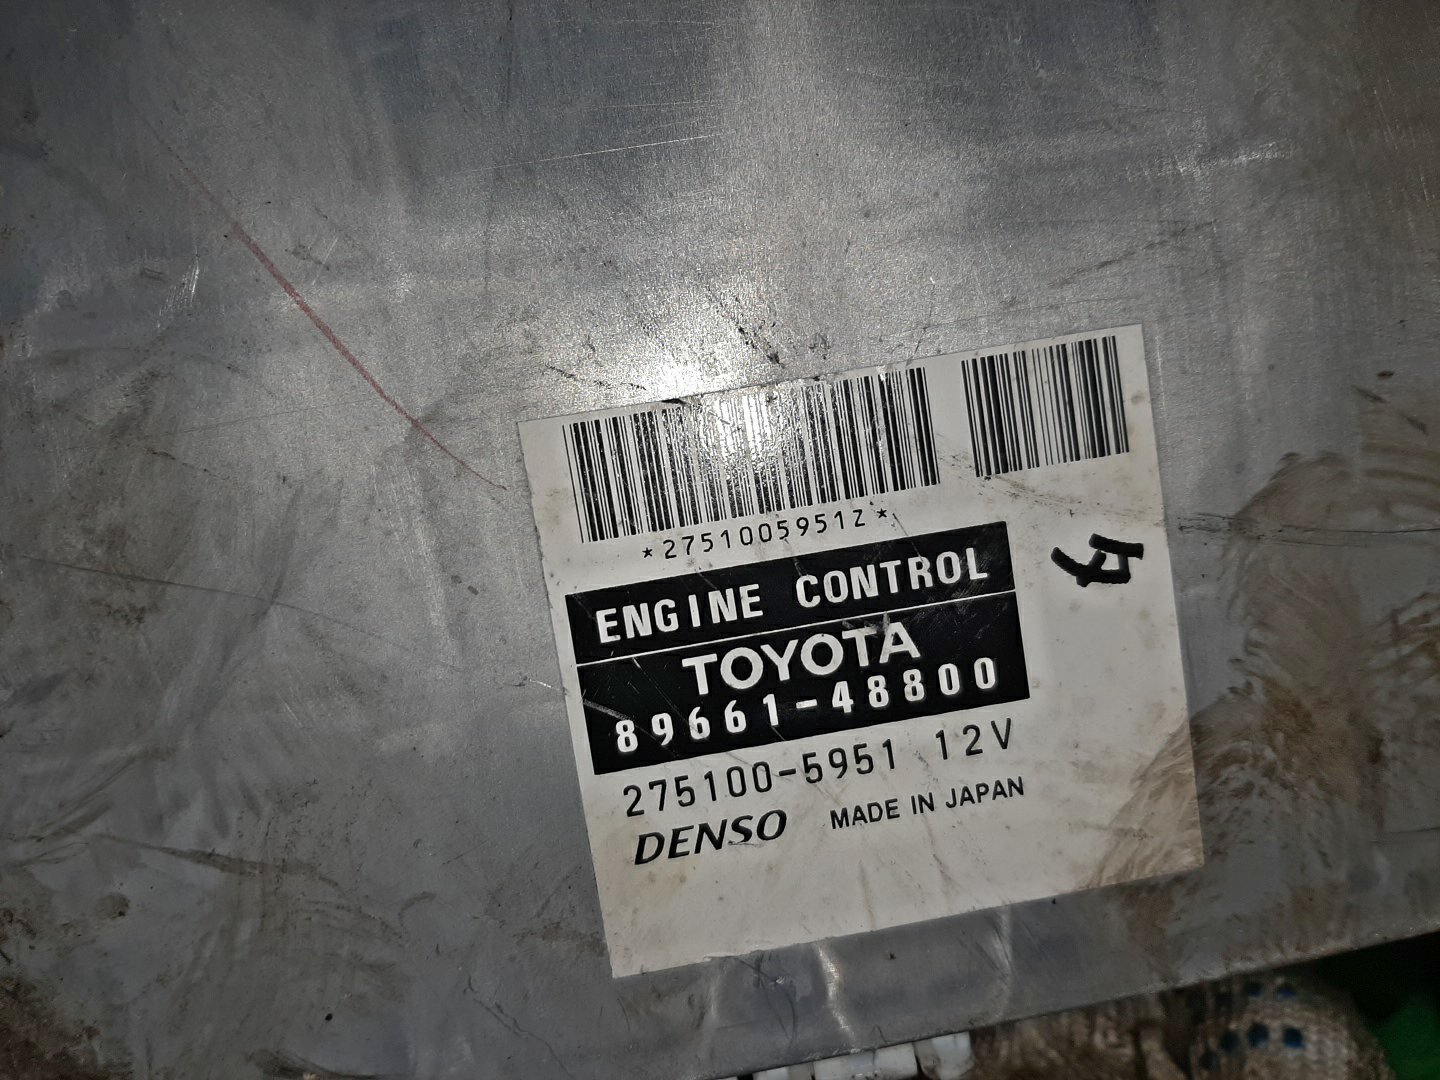 *2751005951Z*
ENGINE CONTROL
TOYOTA
89661-48800
275100-5951 12V
DENSO MADE IN JAPAN